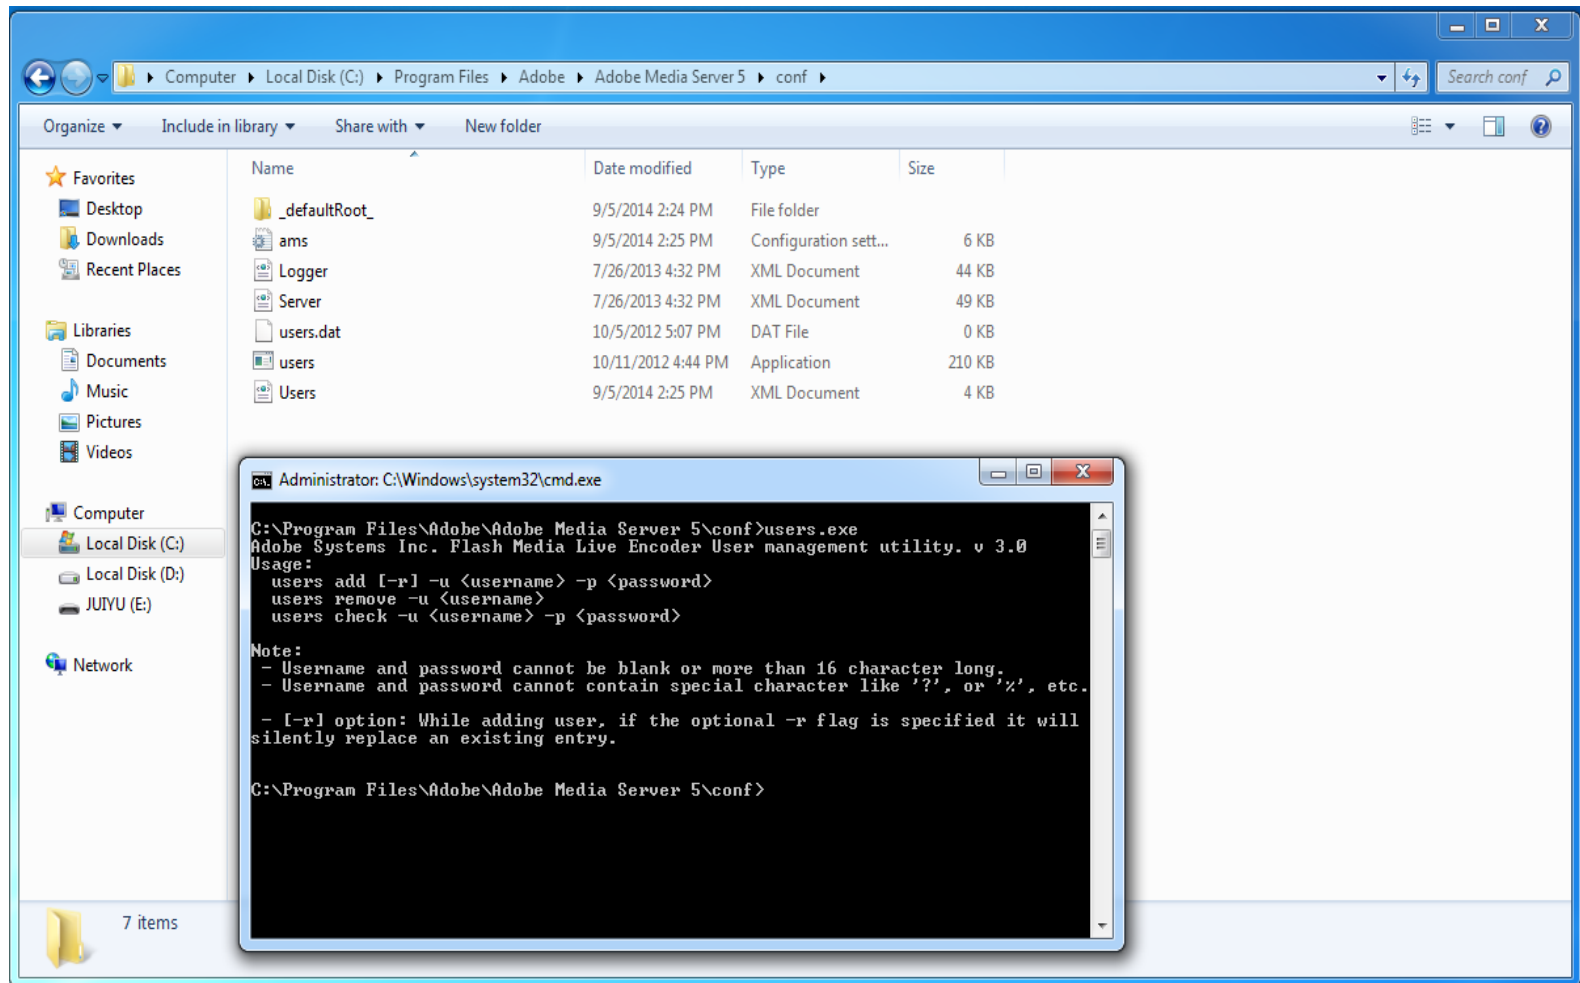 Computer ▸ Local Disk (C:) ▸ Program Files ▸ Adobe ▸ Adobe Media Server 5 ▸ conf ▸
Search conf
Organize Include in library Share with New folder
Name Date modified Type Size
Favorites
Desktop
Downloads
Recent Places
Libraries
Documents
Music
Pictures
Videos
Computer
Local Disk (C:)
Local Disk (D:)
JUIYU (E:)
Network
_defaultRoot_ 9/5/2014 2:24 PM File folder
ams 9/5/2014 2:25 PM Configuration sett... 6 KB
Logger 7/26/2013 4:32 PM XML Document 44 KB
Server 7/26/2013 4:32 PM XML Document 49 KB
users.dat 10/5/2012 5:07 PM DAT File 0 KB
users 10/11/2012 4:44 PM Application 210 KB
Users 9/5/2014 2:25 PM XML Document 4 KB
Administrator: C:\Windows\system32\cmd.exe
C:\Program Files\Adobe\Adobe Media Server 5\conf>users.exe
Adobe Systems Inc. Flash Media Live Encoder User management utility. v 3.0
Usage:
users add [-r] -u <username> -p <password>
users remove -u <username>
users check -u <username> -p <password>
Note:
- Username and password cannot be blank or more than 16 character long.
- Username and password cannot contain special character like '?', or '%', etc.
- [-r] option: While adding user, if the optional -r flag is specified it will
silently replace an existing entry.
C:\Program Files\Adobe\Adobe Media Server 5\conf>
7 items